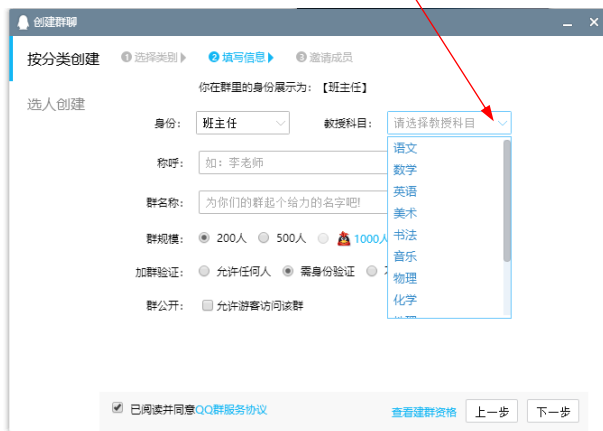 创建群聊
按分类创建 1 选择类别 2 填写信息 3 邀请成员
选人创建
你在群里的身份展示为：【班主任】
身份： 班主任 教授科目： 请选择教授科目
语文
数学
英语
美术
书法
音乐
物理
化学
称呼： 如：李老师
群名称： 为你们的群起个给力的名字吧!
群规模： 200人 500人 1000人
加群验证： 允许任何人 需身份验证
群公开： 允许游客访问该群
已阅读并同意QQ群服务协议 查看建群资格 上一步 下一步